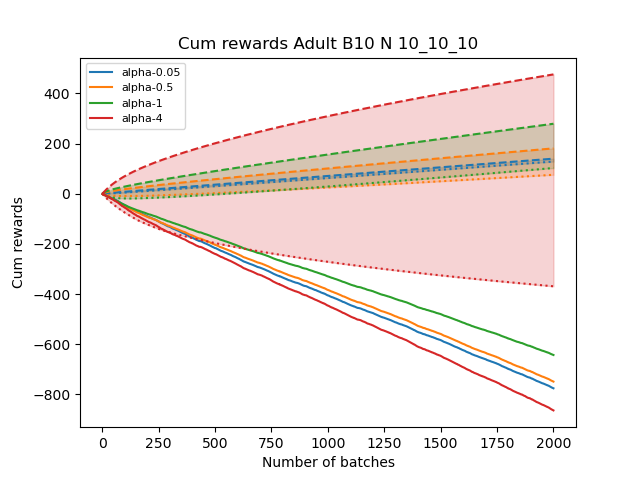 Cum rewards Adult B10 N 10_10_10
alpha-0.05
alpha-0.5
alpha-1
alpha-4
400
200
0
−200
−400
−600
−800
Cum rewards
0 250 500 750 1000 1250 1500 1750 2000
Number of batches